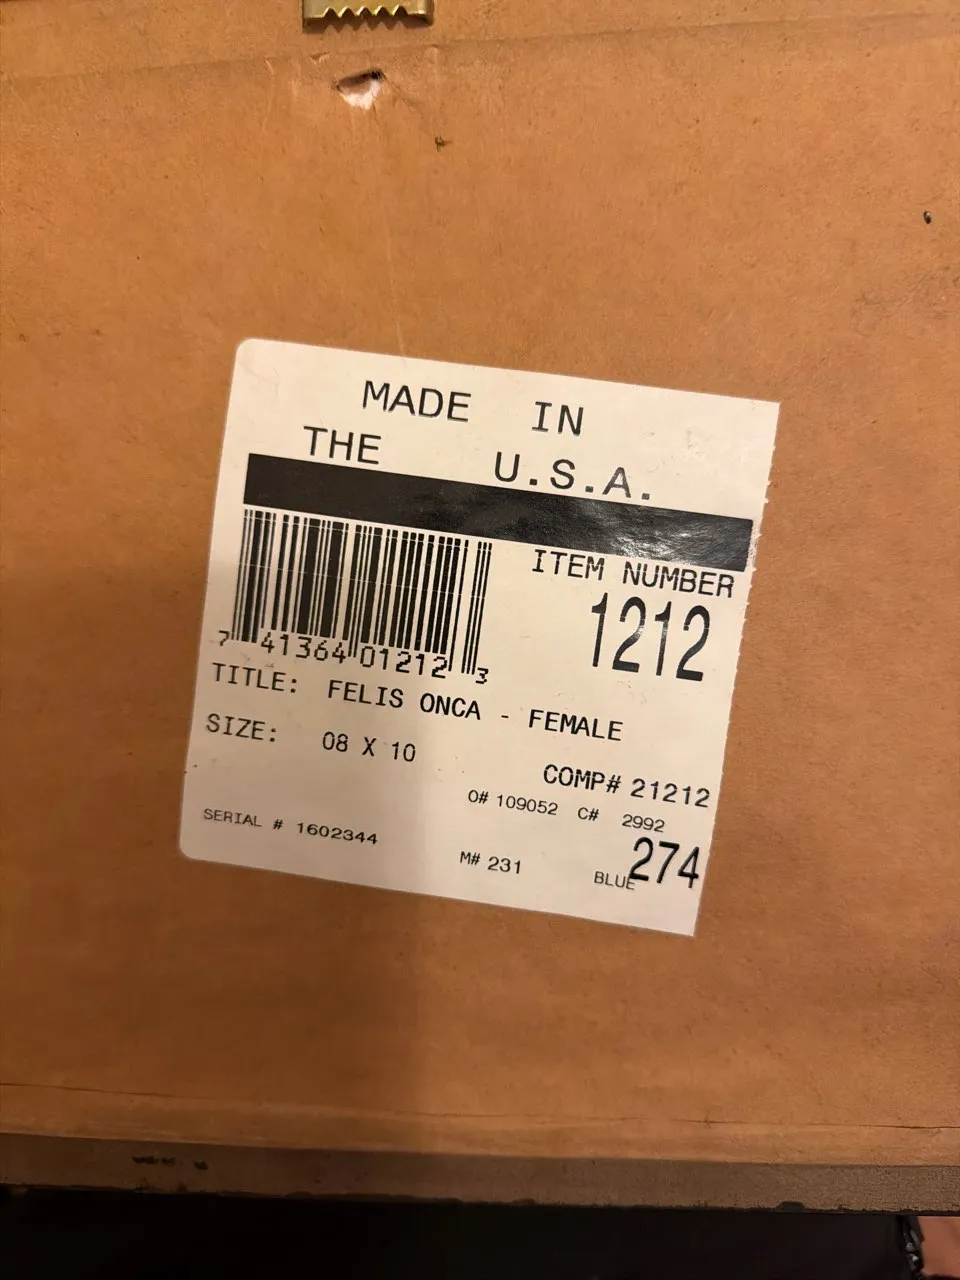 MADE IN
THE U.S.A.
ITEM NUMBER
1212
7 41364 01212 3
TITLE: FELIS ONCA - FEMALE
SIZE: 08 X 10
COMP# 21212
O# 109052 C# 2992
SERIAL # 1602344
M# 231
BLUE 274